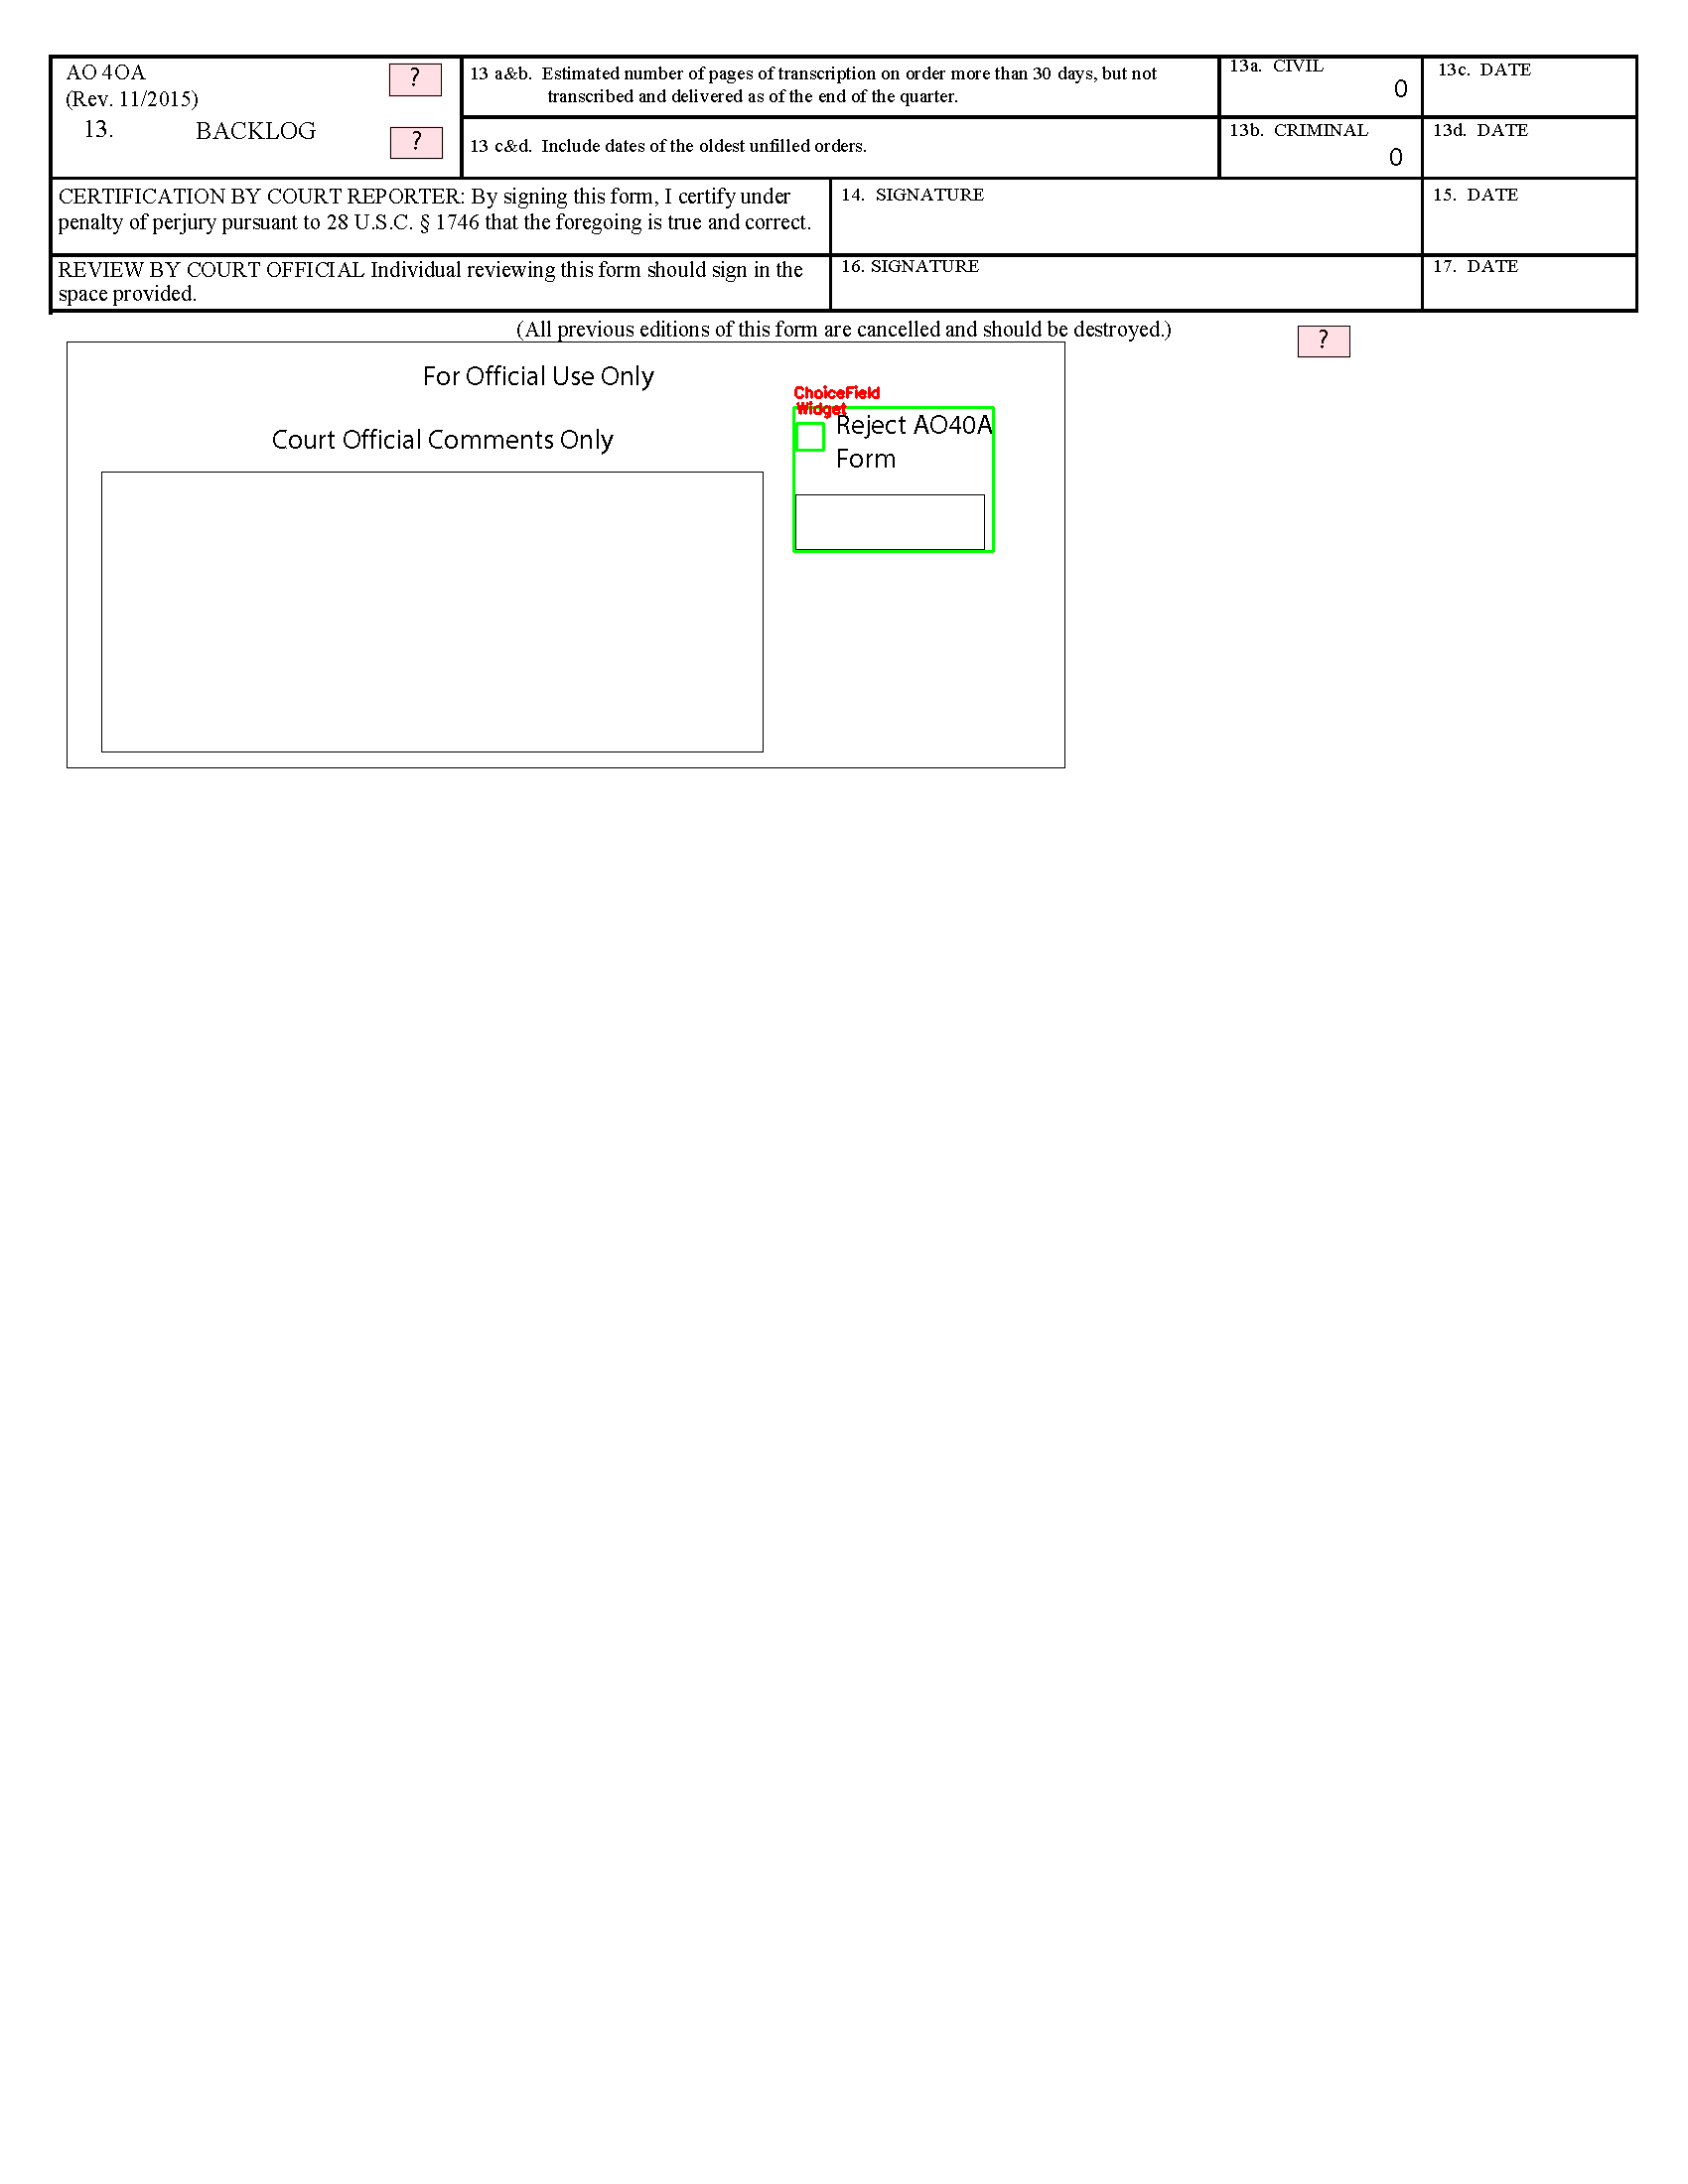 AO 4OA
(Rev. 11/2015)
?
13. BACKLOG
?
13 a&b. Estimated number of pages of transcription on order more than 30 days, but not
transcribed and delivered as of the end of the quarter.
13a. CIVIL
0
13c. DATE
13 c&d. Include dates of the oldest unfilled orders.
13b. CRIMINAL
0
13d. DATE
CERTIFICATION BY COURT REPORTER: By signing this form, I certify under
penalty of perjury pursuant to 28 U.S.C. § 1746 that the foregoing is true and correct.
14. SIGNATURE
15. DATE
REVIEW BY COURT OFFICIAL Individual reviewing this form should sign in the
space provided.
16. SIGNATURE
17. DATE
(All previous editions of this form are cancelled and should be destroyed.)
?
For Official Use Only
Court Official Comments Only
ChoiceField
Widget
Reject AO40A
Form